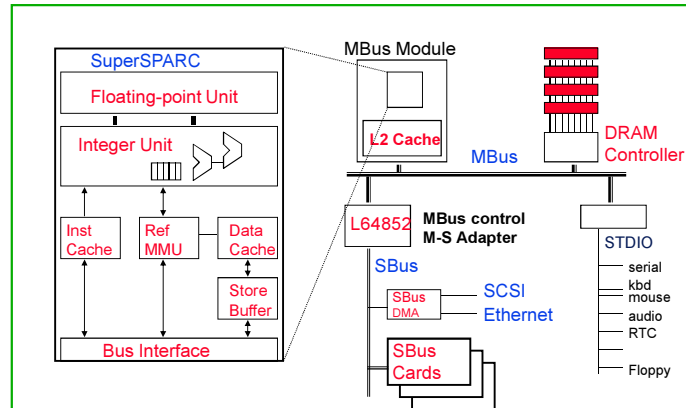 SuperSPARC
Floating-point Unit
Integer Unit
Inst
Cache
Ref
MMU
Data
Cache
Store
Buffer
Bus Interface
MBus Module
L2 Cache
DRAM
Controller
MBus
L64852
MBus control
M-S Adapter
STDIO
SBus
serial
kbd
mouse
audio
RTC
Floppy
SBus
DMA
SCSI
Ethernet
SBus
Cards